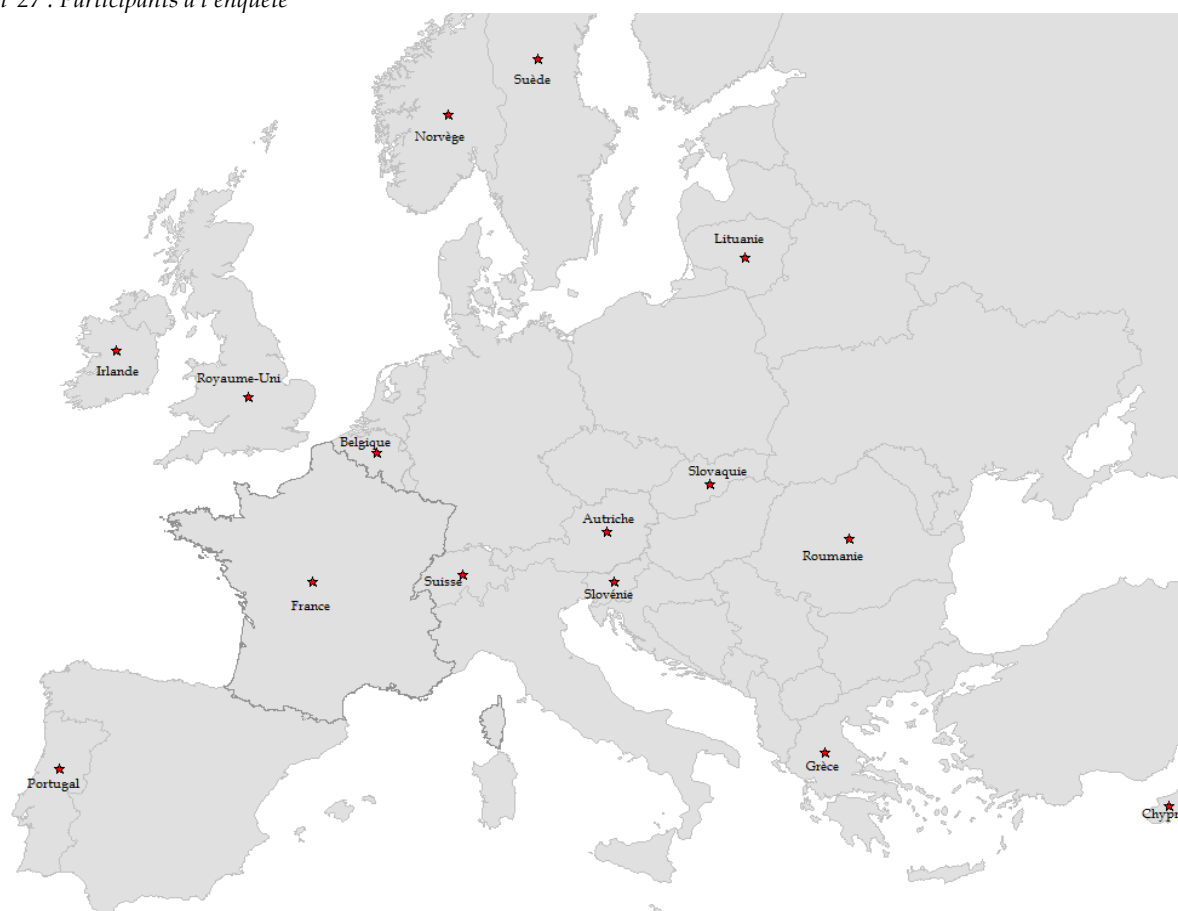 27 : Participants à l'enquête
Suède
Norvège
Lituanie
Irlande
Royaume-Uni
Belgique
Slovaquie
Autriche
Roumanie
Suisse
Slovénie
France
Grèce
Portugal
Chypr